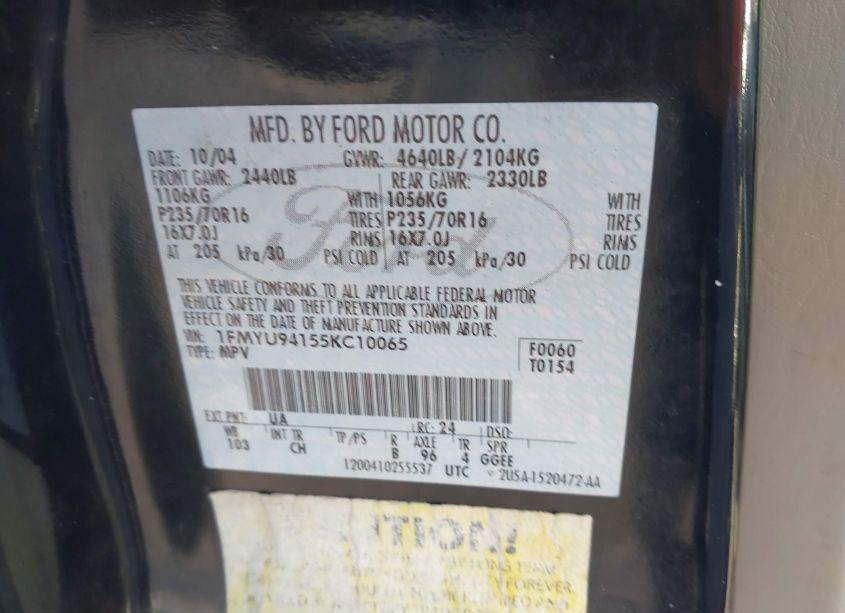 MFD. BY FORD MOTOR CO.
DATE: 10/04 GVWR: 4640LB/ 2104KG
FRONT GAWR: 2440LB REAR GAWR: 2330LB
1106KG WITH 1056KG WITH
P235/70R16 TIRES P235/70R16 TIRES
16X7.0J RIMS 16X7.0J RIMS
AT 205 kPa/30 PSI COLD AT 205 kPa/30 PSI COLD
Ford
THIS VEHICLE CONFORMS TO ALL APPLICABLE FEDERAL MOTOR
VEHICLE SAFETY AND THEFT PREVENTION STANDARDS IN
EFFECT ON THE DATE OF MANUFACTURE SHOWN ABOVE.
VIN: 1FMYU94155KC10065 F0060
TYPE: MPV T0154
EXT PNT: UA RC: 24 DSO:
WB INT TR TP/PS R AXLE TR SPR
103 CH B 96 4 GGEE
1200410255537 UTC 2U5A-1520472-AA
UTION!
LONG TERM
FOREVER.